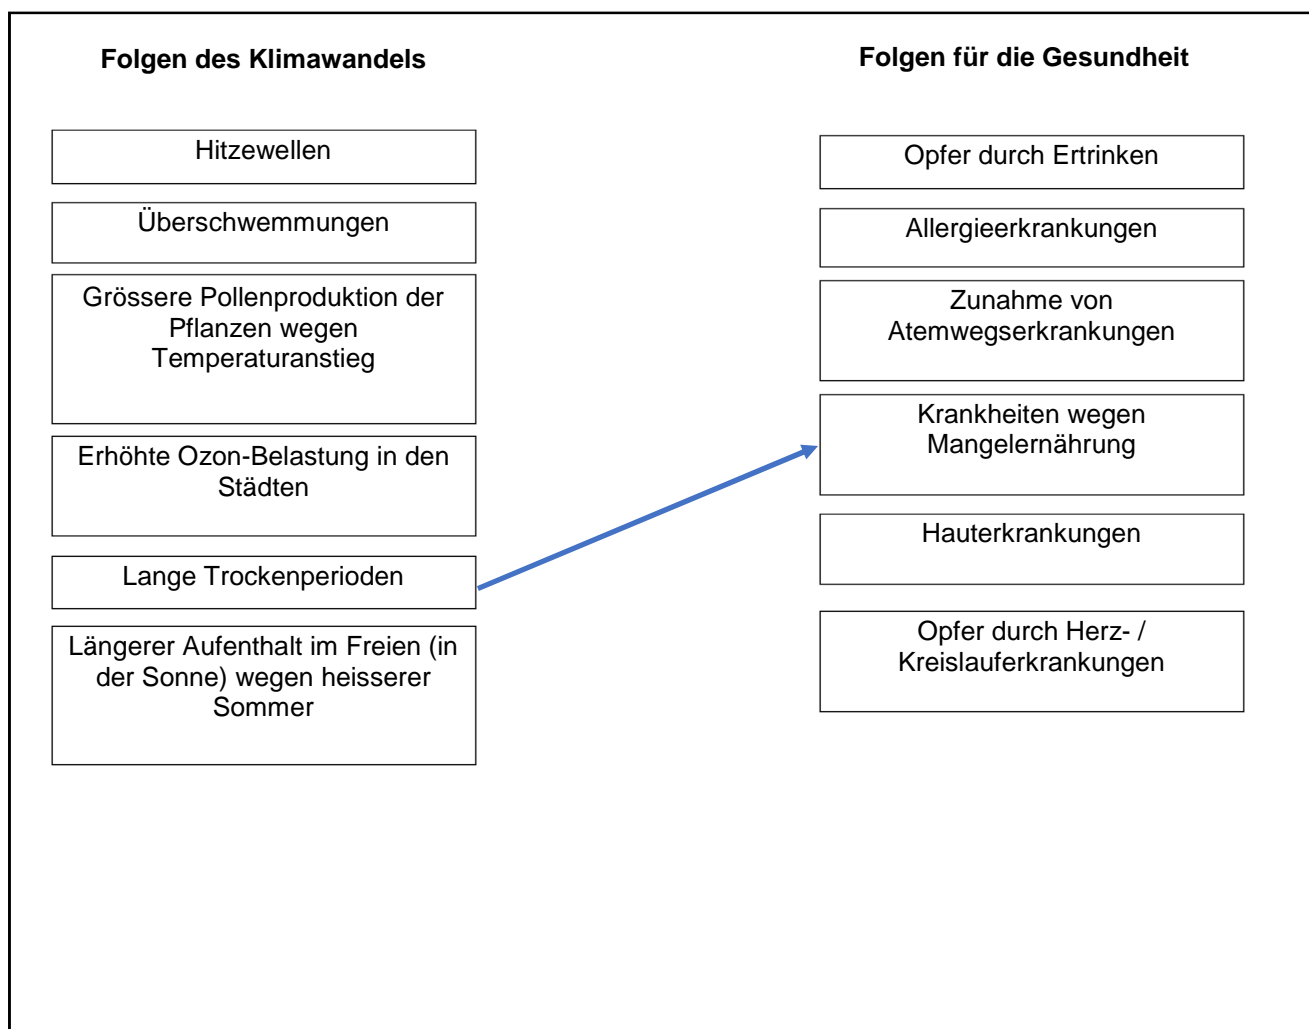 Folgen des Klimawandels
Hitzewellen
Überschwemmungen
Grössere Pollenproduktion der
Pflanzen wegen
Temperaturanstieg
Erhöhte Ozon-Belastung in den
Städten
Lange Trockenperioden
Längerer Aufenthalt im Freien (in
der Sonne) wegen heisserer
Sommer
Folgen für die Gesundheit
Opfer durch Ertrinken
Allergieerkrankungen
Zunahme von
Atemwegserkrankungen
Krankheiten wegen
Mangelernährung
Hauterkrankungen
Opfer durch Herz- /
Kreislauferkrankungen